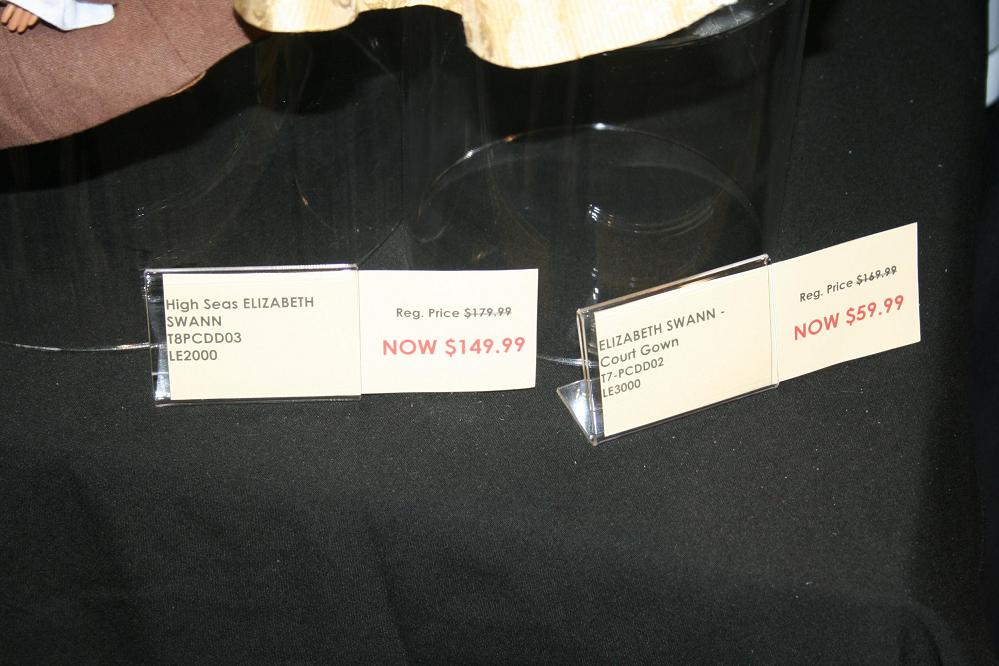 High Seas ELIZABETH
SWANN
T8PCDD03
LE2000
Reg. Price $179.99
NOW $149.99
ELIZABETH SWANN -
Court Gown
T7-PCDD02
LE3000
Reg. Price $169.99
NOW $59.99